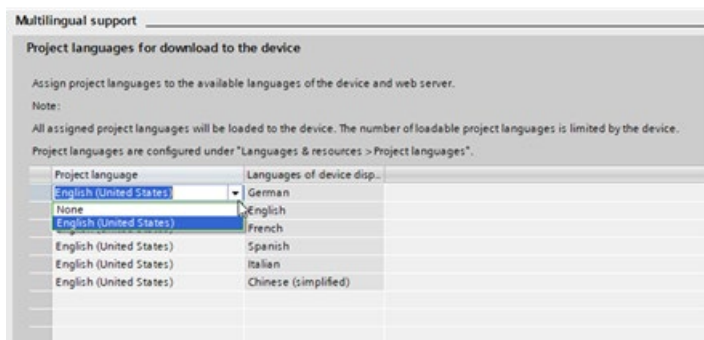 Multilingual support
Project languages for download to the device
Assign project languages to the available languages of the device and web server.
Note:
All assigned project languages will be loaded to the device. The number of loadable project languages is limited by the device.
Project languages are configured under "Languages & resources > Project languages".
Project language Languages of device disp..
English (United States) German
None English
English (United States) French
English (United States) Spanish
English (United States) Italian
English (United States) Chinese (simplified)